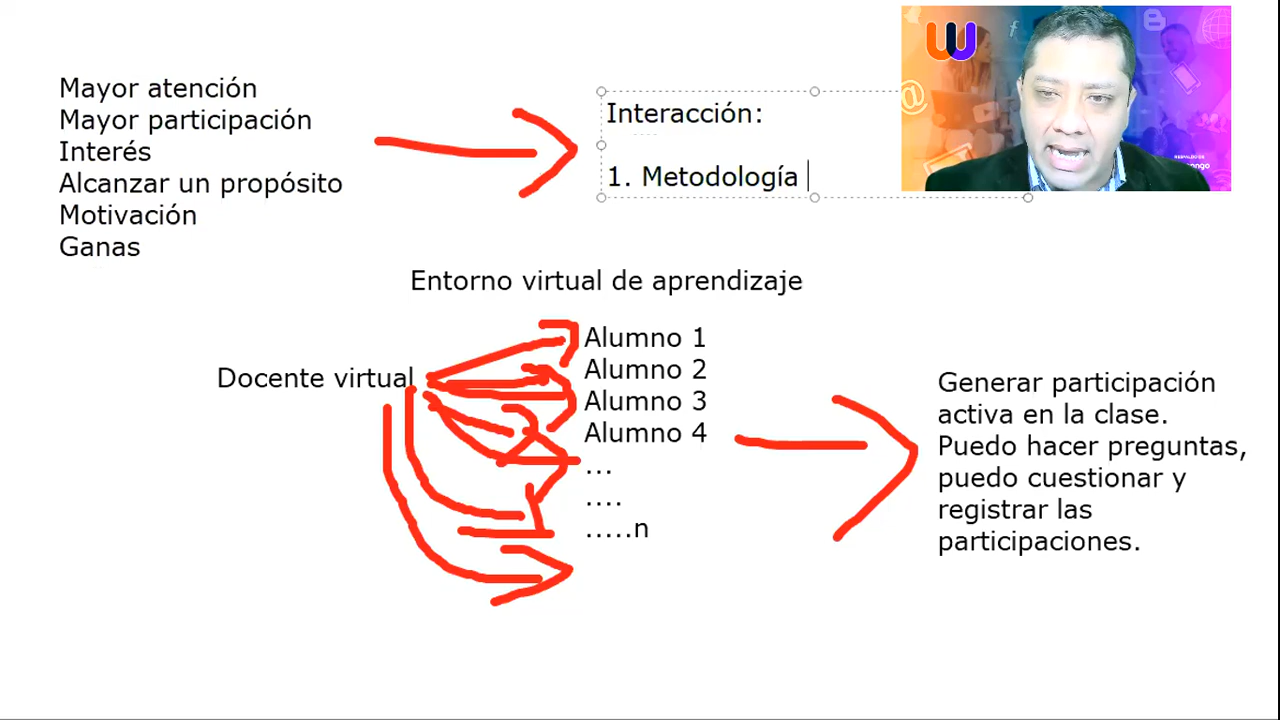 Mayor atención
Mayor participación
Interés
Alcanzar un propósito
Motivación
Ganas
Interacción:
1. Metodología
RESPALDO DE
Entorno virtual de aprendizaje
Docente virtual
Alumno 1
Alumno 2
Alumno 3
Alumno 4
...
....
.....n
Generar participación
activa en la clase.
Puedo hacer preguntas,
puedo cuestionar y
registrar las
participaciones.